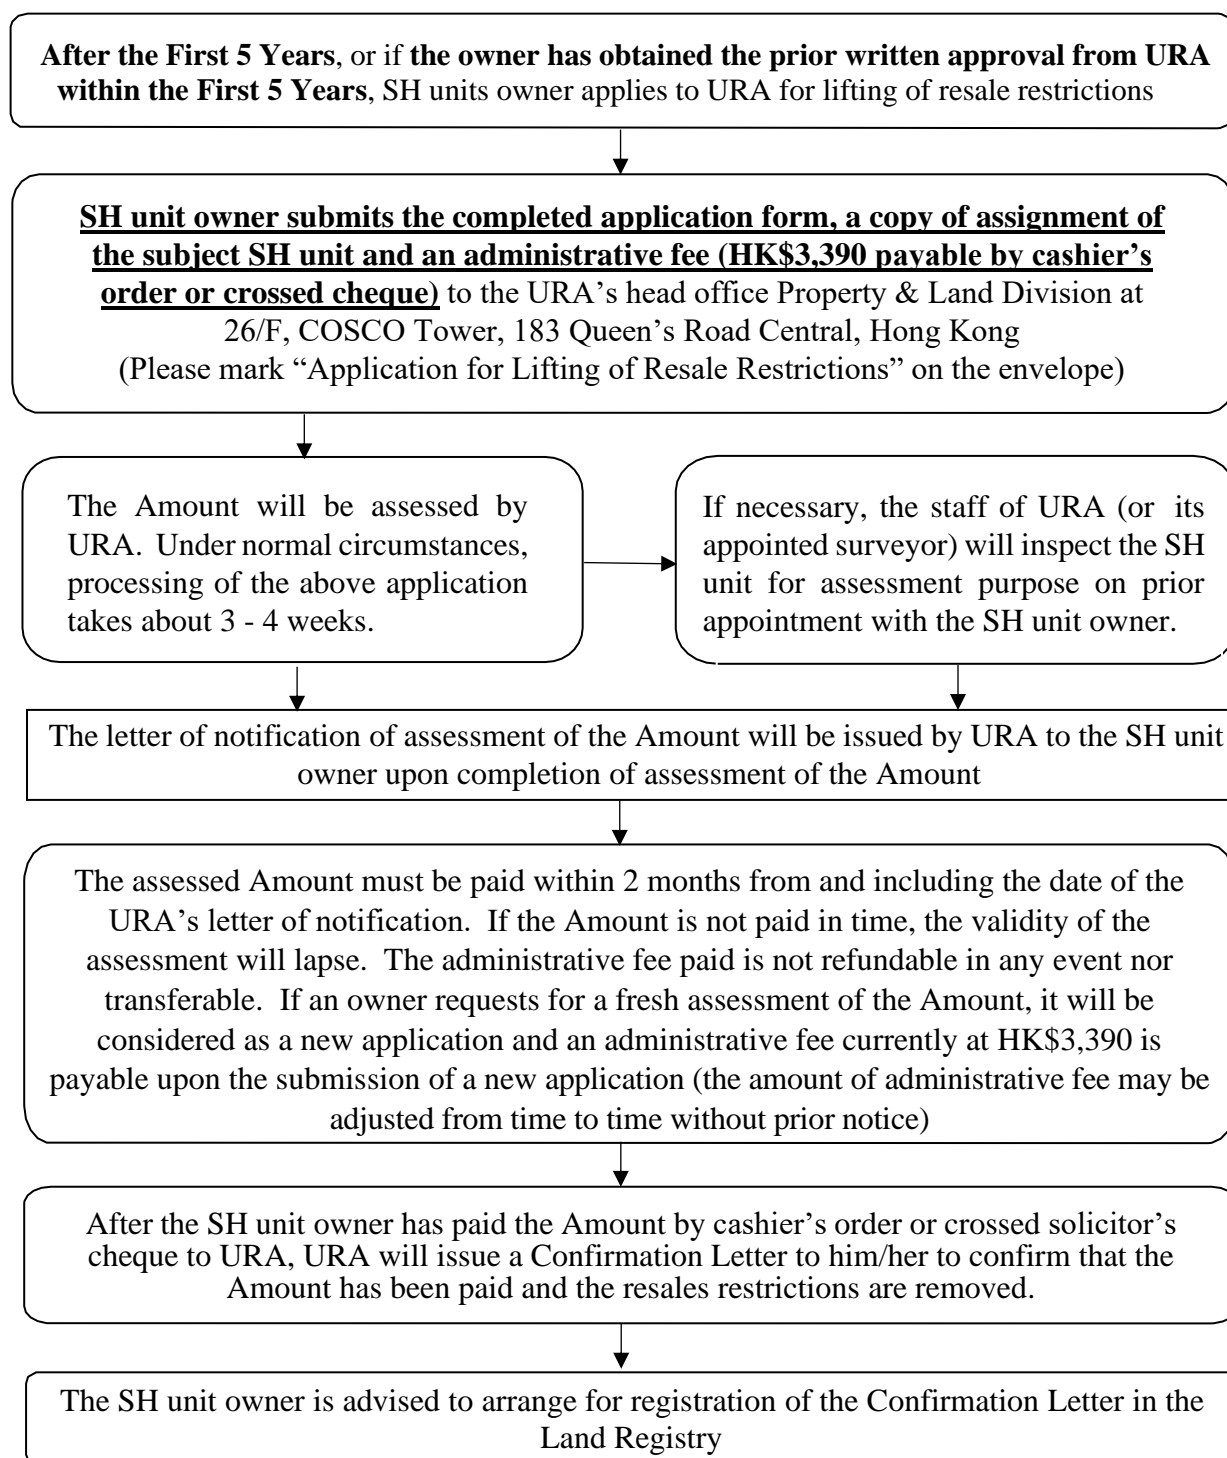 After the First 5 Years, or if the owner has obtained the prior written approval from URA
within the First 5 Years, SH units owner applies to URA for lifting of resale restrictions
SH unit owner submits the completed application form, a copy of assignment of
the subject SH unit and an administrative fee (HK$3,390 payable by cashier’s
order or crossed cheque) to the URA’s head office Property & Land Division at
26/F, COSCO Tower, 183 Queen’s Road Central, Hong Kong
(Please mark “Application for Lifting of Resale Restrictions” on the envelope)
The Amount will be assessed by
URA. Under normal circumstances,
processing of the above application
takes about 3 - 4 weeks.
If necessary, the staff of URA (or its
appointed surveyor) will inspect the SH
unit for assessment purpose on prior
appointment with the SH unit owner.
The letter of notification of assessment of the Amount will be issued by URA to the SH unit
owner upon completion of assessment of the Amount
The assessed Amount must be paid within 2 months from and including the date of the
URA’s letter of notification. If the Amount is not paid in time, the validity of the
assessment will lapse. The administrative fee paid is not refundable in any event nor
transferable. If an owner requests for a fresh assessment of the Amount, it will be
considered as a new application and an administrative fee currently at HK$3,390 is
payable upon the submission of a new application (the amount of administrative fee may be
adjusted from time to time without prior notice)
After the SH unit owner has paid the Amount by cashier’s order or crossed solicitor’s
cheque to URA, URA will issue a Confirmation Letter to him/her to confirm that the
Amount has been paid and the resales restrictions are removed.
The SH unit owner is advised to arrange for registration of the Confirmation Letter in the
Land Registry